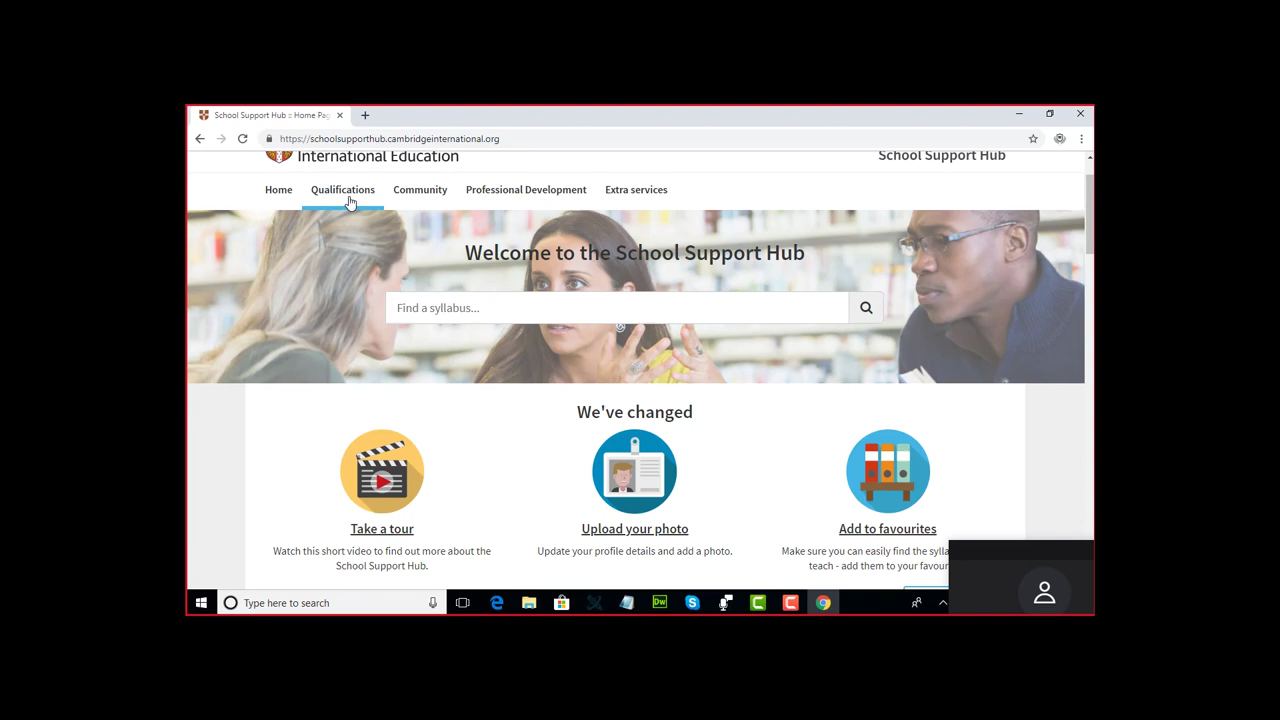 School Support Hub :: Home Pag
https://schoolsupporthub.cambridgeinternational.org
International Education
School Support Hub
Home Qualifications Community Professional Development Extra services
Welcome to the School Support Hub
Find a syllabus...
We've changed
Take a tour
Watch this short video to find out more about the
School Support Hub.
Upload your photo
Update your profile details and add a photo.
Add to favourites
Make sure you can easily find the sylla
teach - add them to your favour
Type here to search
Dw